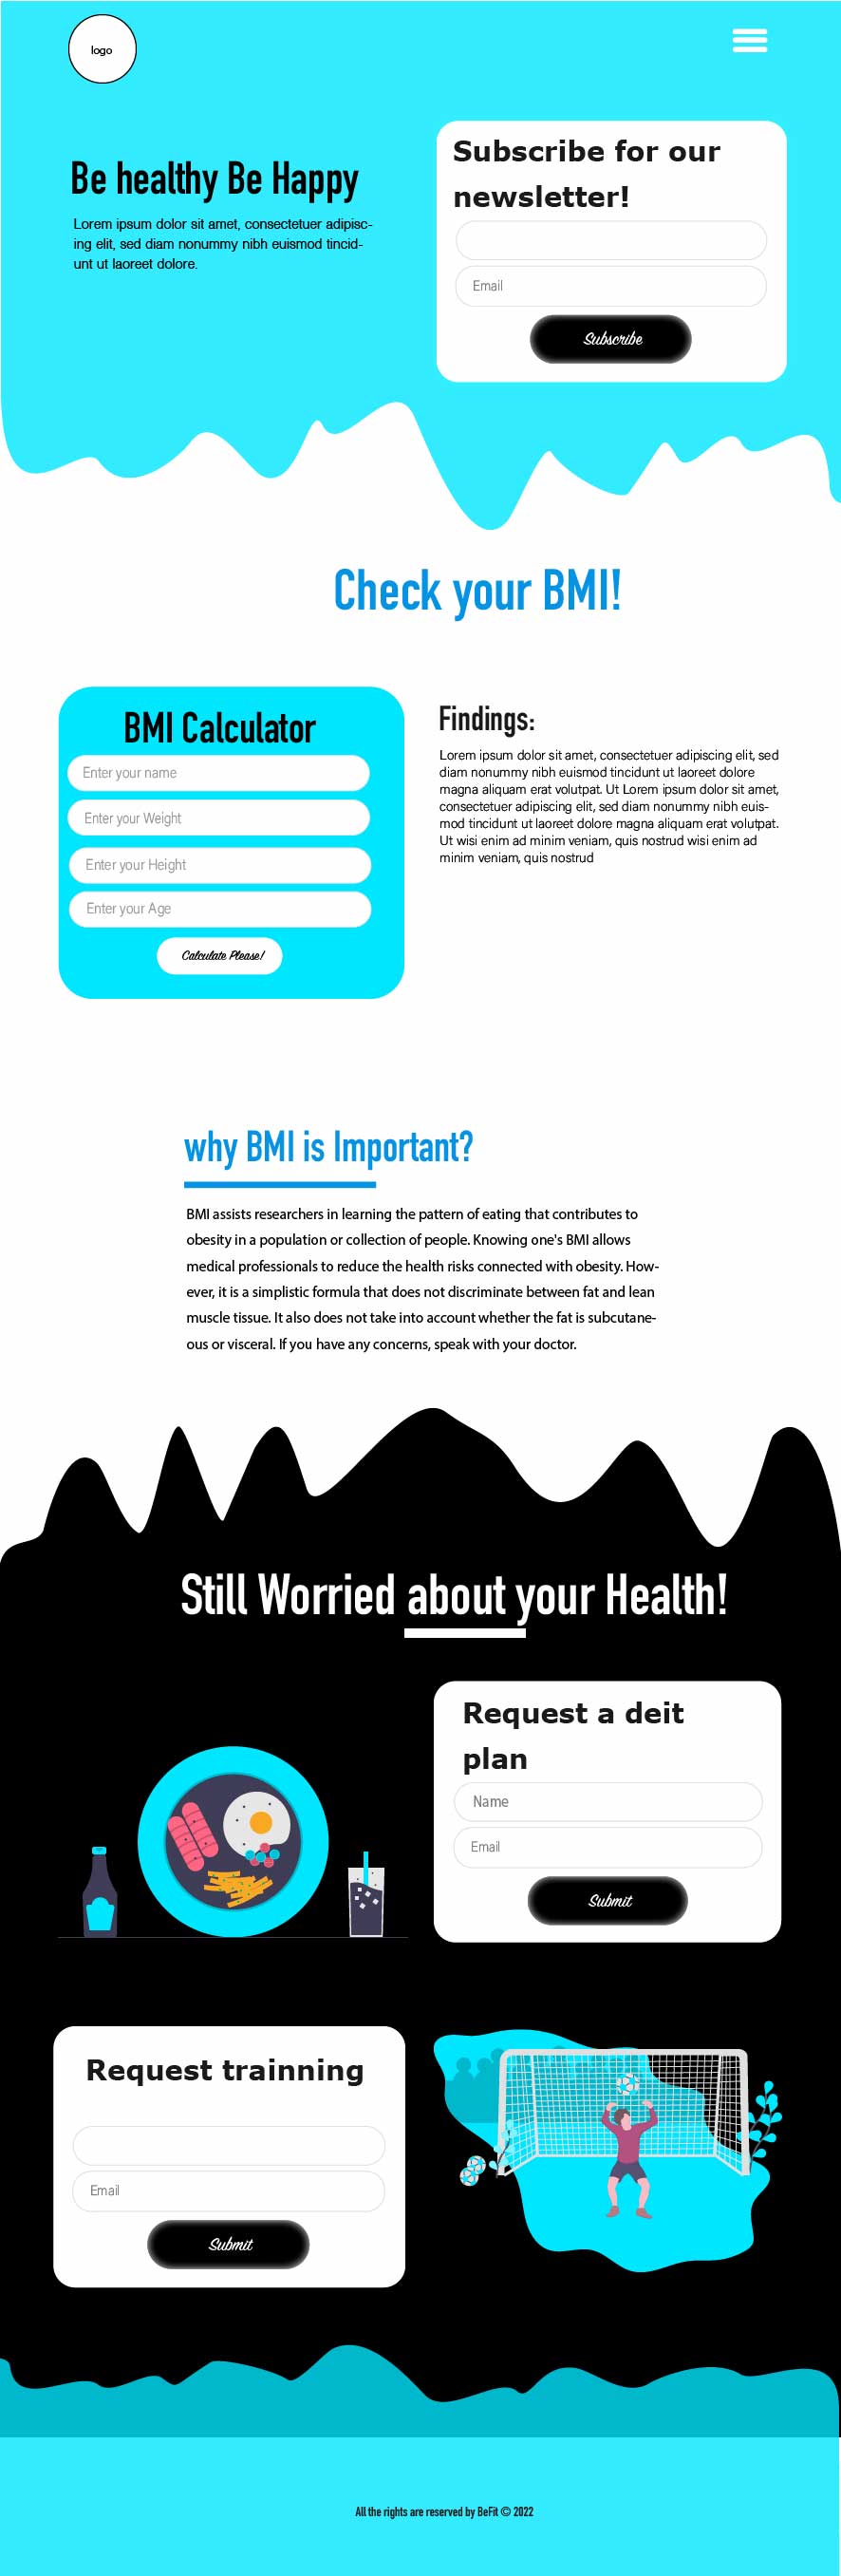 logo
Be healthy Be Happy
Lorem ipsum dolor sit amet, consectetuer adipisc-
ing elit, sed diam nonummy nibh euismod tincid-
unt ut laoreet dolore.
Subscribe for our
newsletter!
Email
Subscribe
Check your BMI!
BMI Calculator
Enter your name
Enter your Weight
Enter your Height
Enter your Age
Calculate Please!
Findings:
Lorem ipsum dolor sit amet, consectetuer adipiscing elit, sed
diam nonummy nibh euismod tincidunt ut laoreet dolore
magna aliquam erat volutpat. Ut Lorem ipsum dolor sit amet,
consectetuer adipiscing elit, sed diam nonummy nibh euis-
mod tincidunt ut laoreet dolore magna aliquam erat volutpat.
Ut wisi enim ad minim veniam, quis nostrud wisi enim ad
minim veniam, quis nostrud
why BMI is Important?
BMI assists researchers in learning the pattern of eating that contributes to
obesity in a population or collection of people. Knowing one's BMI allows
medical professionals to reduce the health risks connected with obesity. How-
ever, it is a simplistic formula that does not discriminate between fat and lean
muscle tissue. It also does not take into account whether the fat is subcutane-
ous or visceral. If you have any concerns, speak with your doctor.
Still Worried about your Health!
Request a deit
plan
Name
Email
Submit
Request trainning
Email
Submit
All the rights are reserved by BeFit © 2022